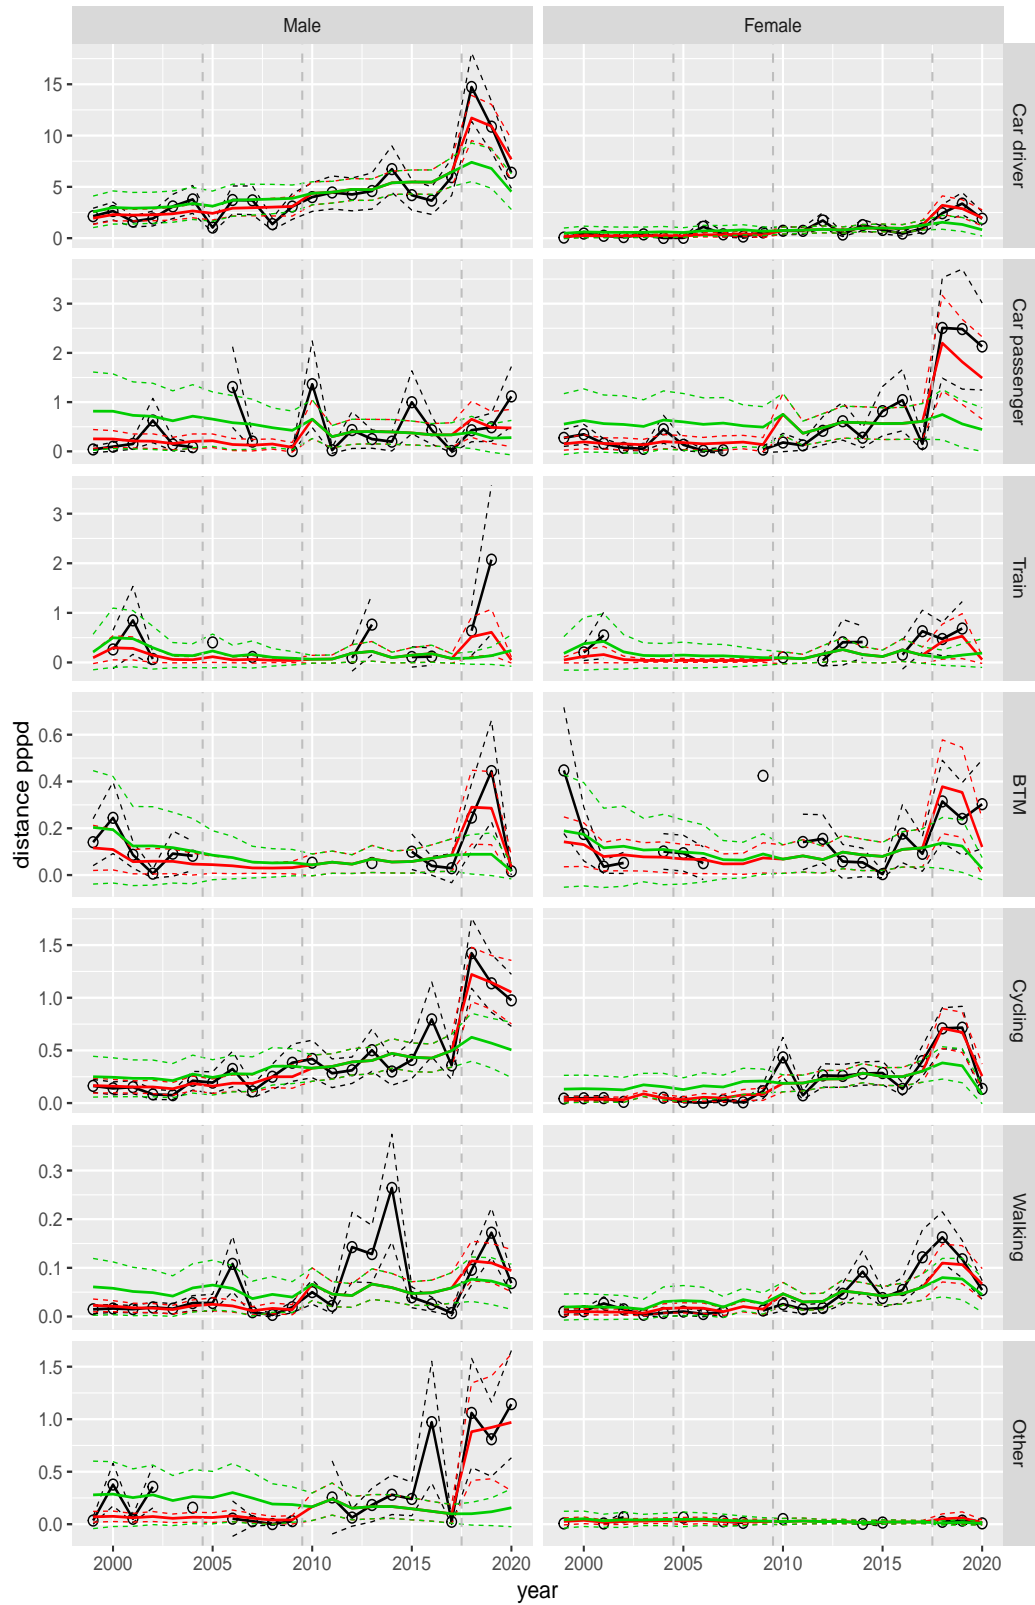 Male Female
15
10
5
0
Car driver
3
2
1
0
Car passenger
3
2
1
0
Train
0.6
0.4
0.2
0.0
BTM
1.5
1.0
0.5
0.0
Cycling
0.3
0.2
0.1
0.0
Walking
1.5
1.0
0.5
0.0
Other
distance pppd
2000 2005 2010 2015 2020 2000 2005 2010 2015 2020
year